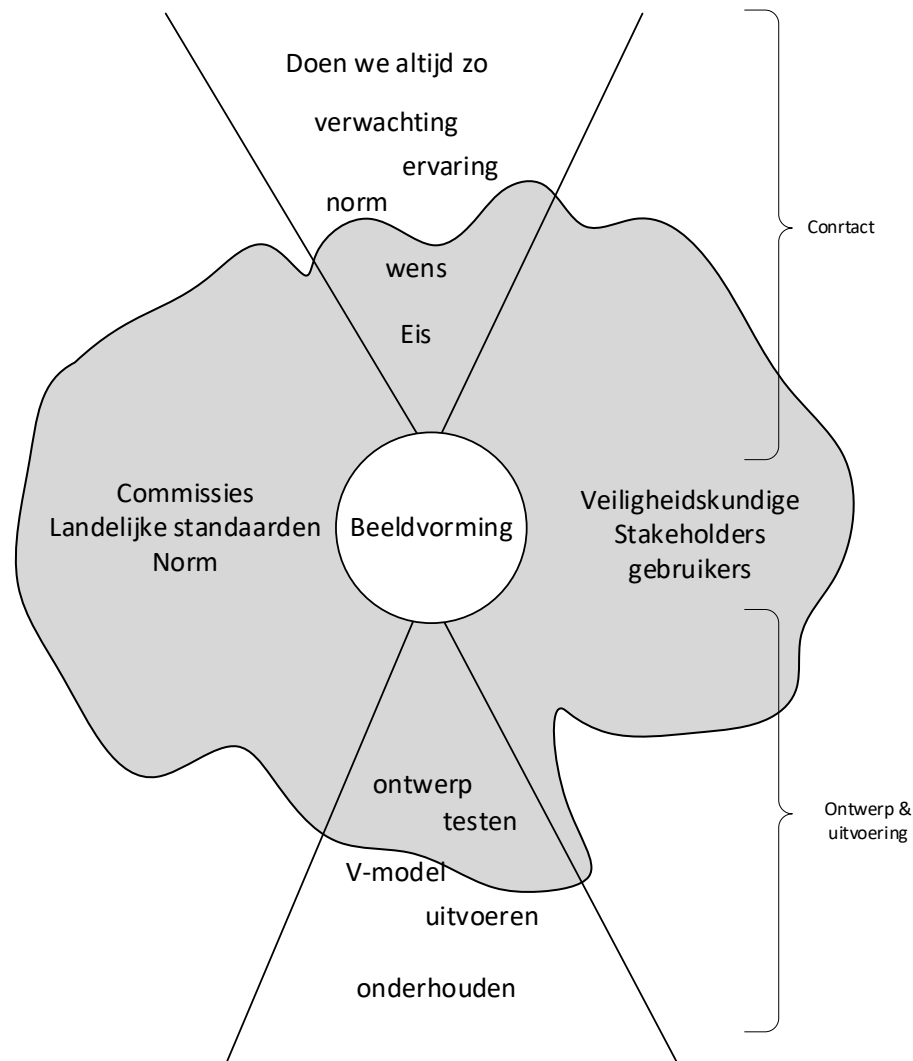 Doen we altijd zo
verwachting
ervaring
norm
wens
Eis
Conrtact
Commissies
Landelijke standaarden
Norm
Beeldvorming
Veiligheidskundige
Stakeholders
gebruikers
ontwerp
testen
V-model
uitvoeren
onderhouden
Ontwerp &
uitvoering